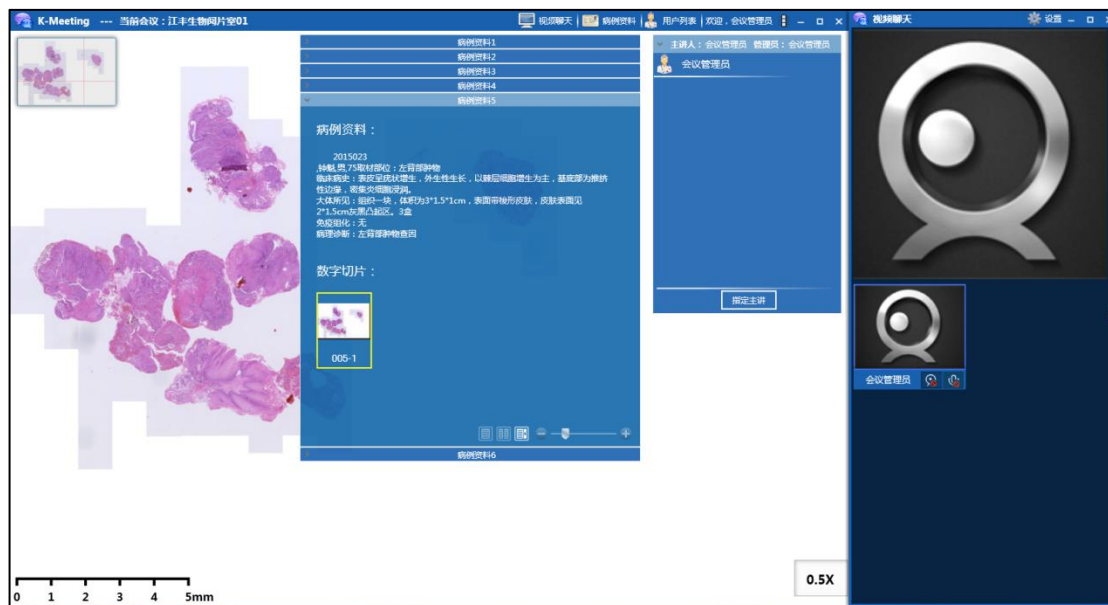 K-Meeting --- 当前会议：江丰生物阅片室01
视频聊天 病例资料 用户列表 欢迎，会议管理员
视频聊天 设置
病例资料1
病例资料2
病例资料3
病例资料4
病例资料5
病例资料：
2015023
男,75取材部位：左背部肿物
临床病史：表皮呈疣状增生，外生性生长，以棘层细胞增生为主，基底部为推挤
性边缘，密集炎细胞浸润。
大体所见：组织一块，体积为3*1.5*1cm，表面带梭形皮肤，皮肤表面见
2*1.5cm灰黑凸起区。3盒
免疫组化：无
病理诊断：左背部肿物查因
数字切片：
005-1
病例资料6
主讲人：会议管理员 管理员：会议管理员
会议管理员
指定主讲
会议管理员
0.5X
0 1 2 3 4 5mm